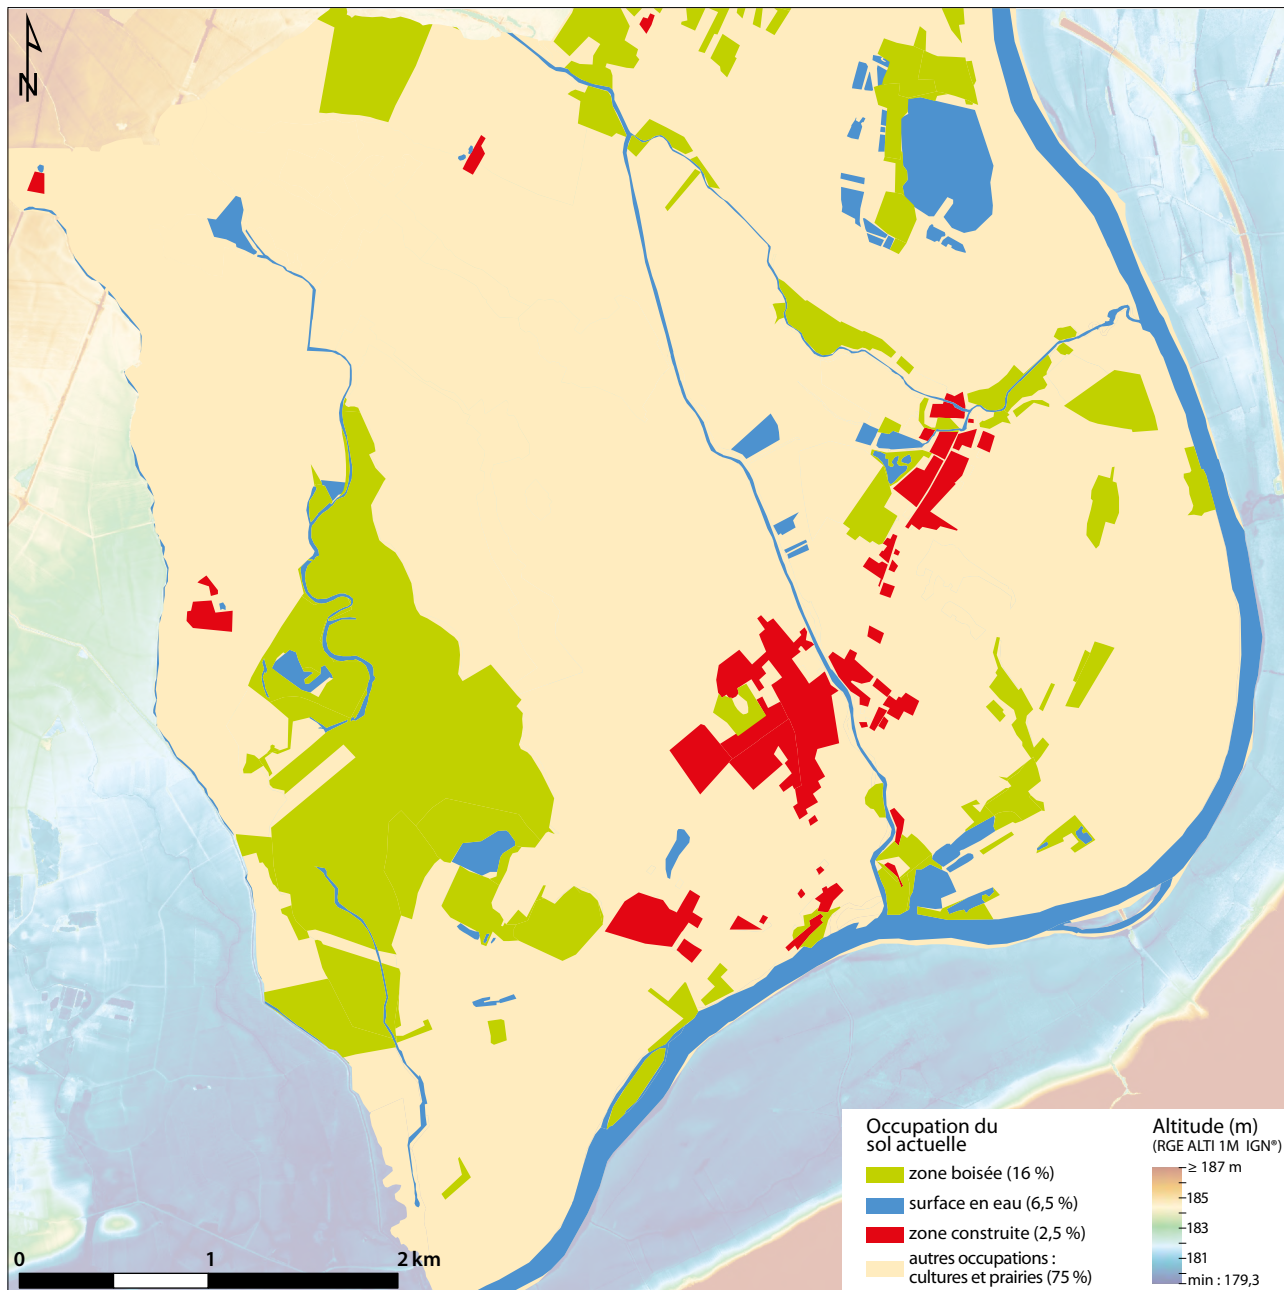 N
Occupation du
sol actuelle
zone boisée (16 %)
surface en eau (6,5 %)
zone construite (2,5 %)
autres occupations :
cultures et prairies (75 %)
Altitude (m)
(RGE ALTI 1M IGN®)
≥ 187 m
185
183
181
min : 179,3
0 1 2 km